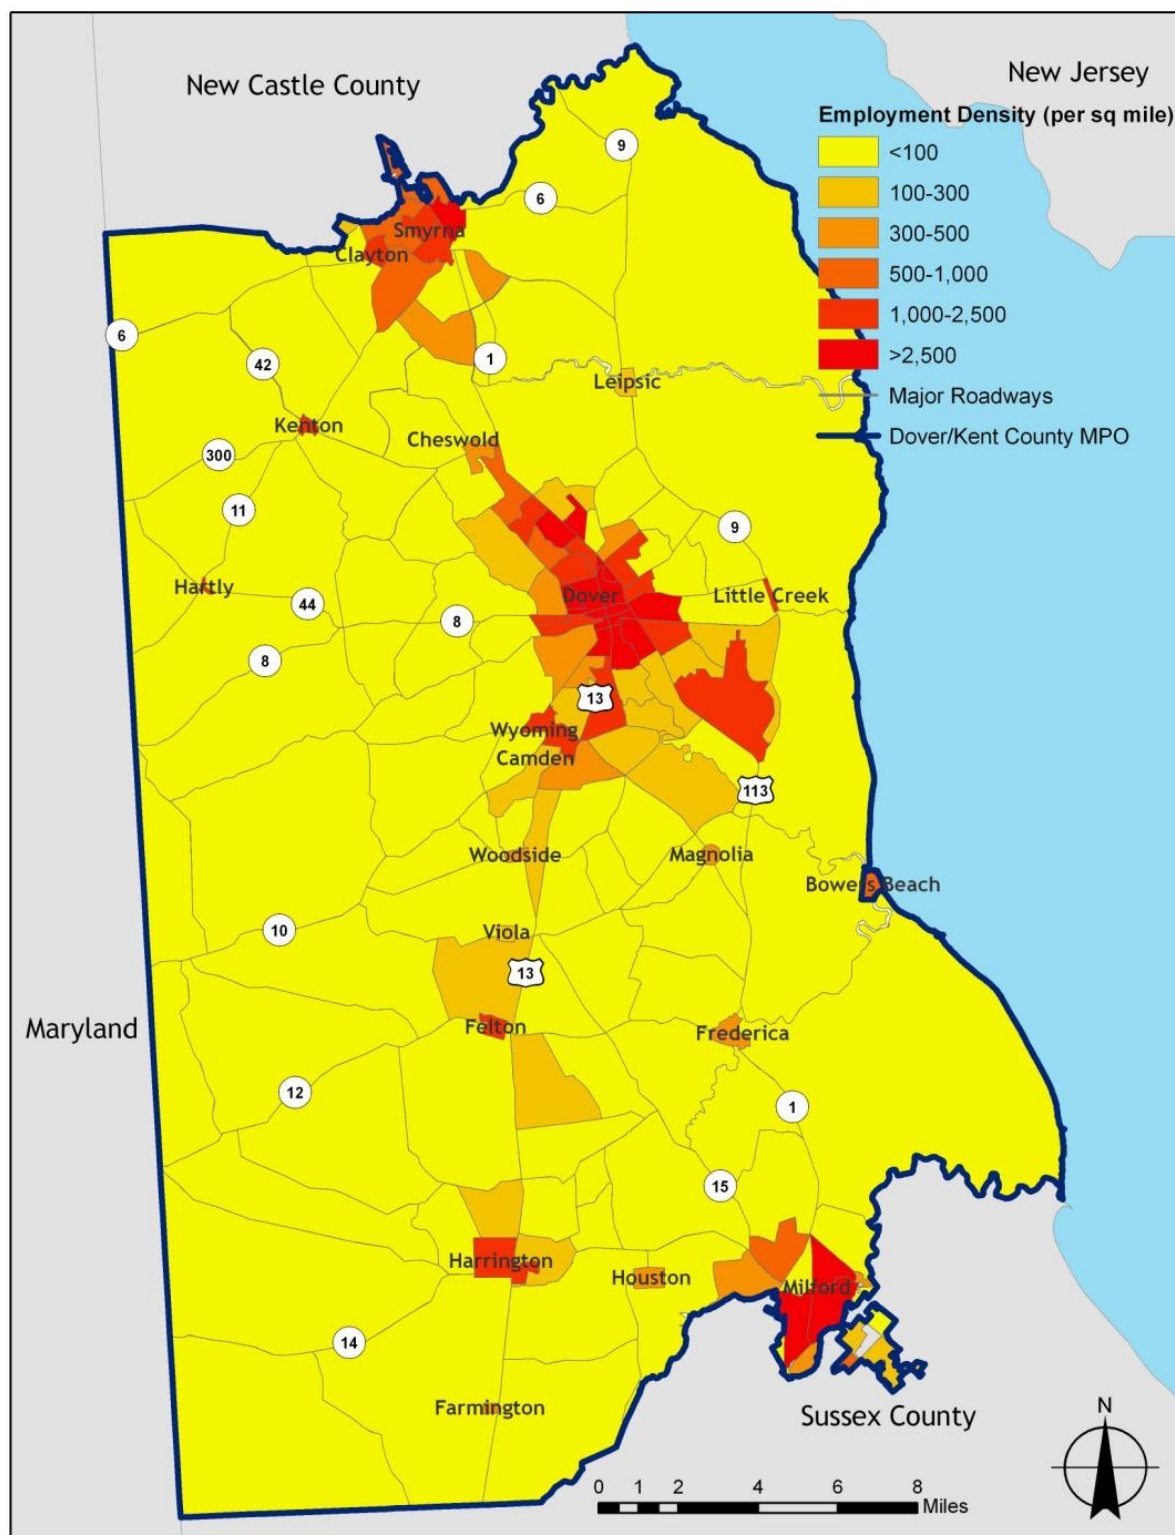 New Castle County
New Jersey
Employment Density (per sq mile)
<100
100-300
300-500
500-1,000
1,000-2,500
>2,500
Major Roadways
Dover/Kent County MPO
9
6
Smyrna
Clayton
6
1
42
Leipsic
Kenton
Cheswold
300
11
9
Hartly
Dover
Little Creek
44
8
8
13
Wyoming
Camden
113
Woodside
Magnolia
Bowers Beach
10
Viola
13
Maryland
Felton
Frederica
12
1
15
Harrington
Houston
Milford
14
Farmington
Sussex County
N
0 1 2 4 6 8
Miles